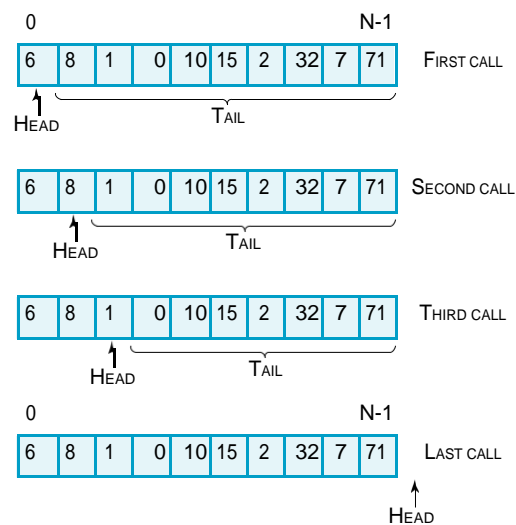 0 N-1
6 8 1 0 10 15 2 32 7 71 FIRST CALL
HEAD TAIL
6 8 1 0 10 15 2 32 7 71 SECOND CALL
HEAD TAIL
6 8 1 0 10 15 2 32 7 71 THIRD CALL
HEAD TAIL
0 N-1
6 8 1 0 10 15 2 32 7 71 LAST CALL
HEAD